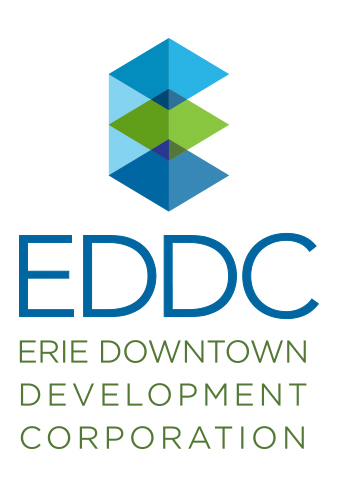 EDDC
ERIE DOWNTOWN
DEVELOPMENT
CORPORATION